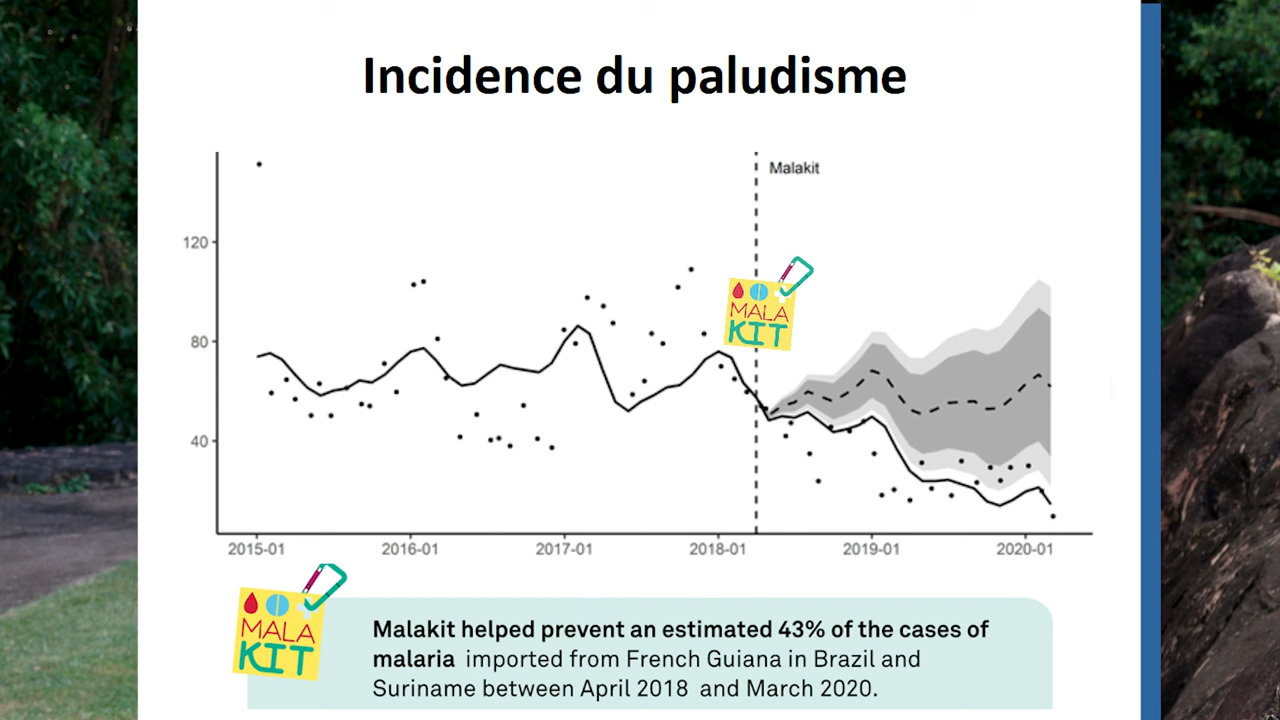 Incidence du paludisme
Malakit
120
80
40
MALA
KIT
2015-01
2016-01
2017-01
2018-01
2019-01
2020-01
MALA
KIT
Malakit helped prevent an estimated 43% of the cases of
malaria imported from French Guiana in Brazil and
Suriname between April 2018 and March 2020.